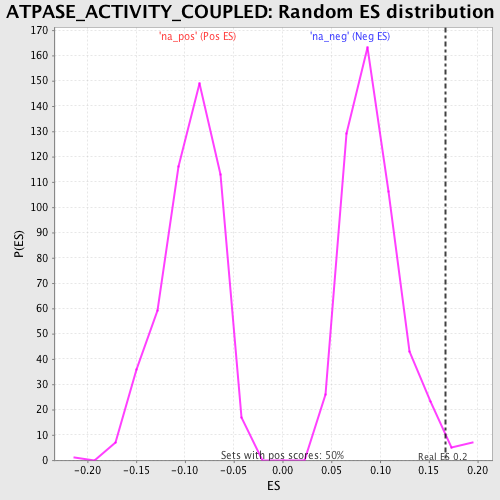 ATPASE_ACTIVITY_COUPLED: Random ES distribution
'na_pos' (Pos ES) 'na_neg' (Neg ES)
170
160
150
140
130
120
110
100
90
80
70
60
50
40
30
20
10
0
P(ES)
Sets with pos scores: 50%
Real ES 0.2
-0.20 -0.15 -0.10 -0.05 0.00 0.05 0.10 0.15 0.20
ES